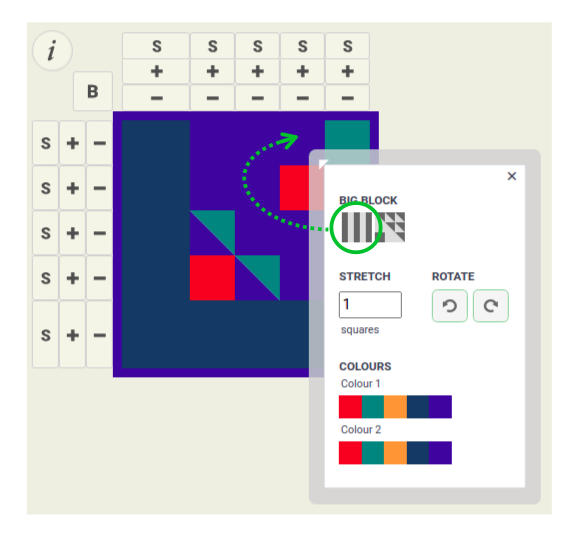 i
S S S S S
+ + + + +
B
− − − − −
S + −
S + −
S + −
S + −
S + −
×
BIG BLOCK
STRETCH ROTATE
1
squares
COLOURS
Colour 1
Colour 2